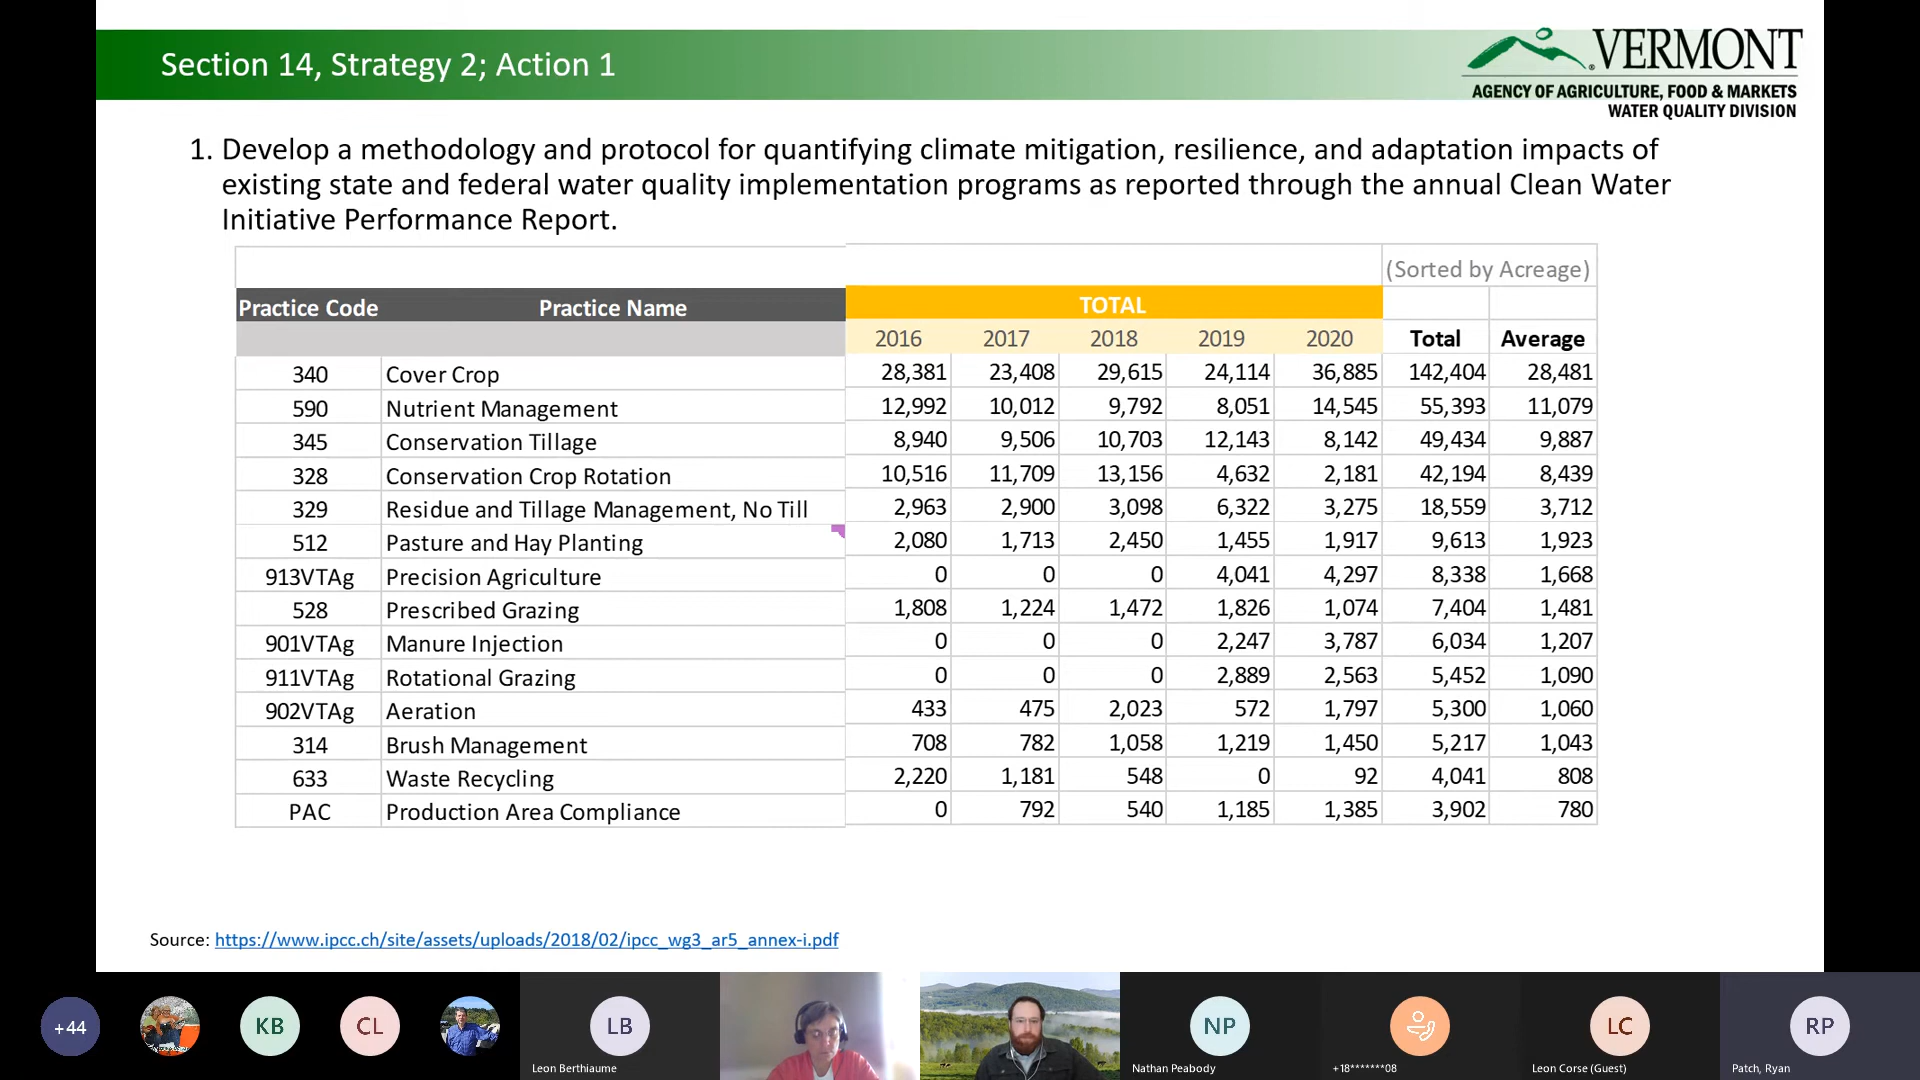 Section 14, Strategy 2; Action 1
VERMONT
AGENCY OF AGRICULTURE, FOOD & MARKETS
WATER QUALITY DIVISION
1. Develop a methodology and protocol for quantifying climate mitigation, resilience, and adaptation impacts of
existing state and federal water quality implementation programs as reported through the annual Clean Water
Initiative Performance Report.
(Sorted by Acreage)
Practice Code Practice Name TOTAL
2016 2017 2018 2019 2020 Total Average
340 Cover Crop 28,381 23,408 29,615 24,114 36,885 142,404 28,481
590 Nutrient Management 12,992 10,012 9,792 8,051 14,545 55,393 11,079
345 Conservation Tillage 8,940 9,506 10,703 12,143 8,142 49,434 9,887
328 Conservation Crop Rotation 10,516 11,709 13,156 4,632 2,181 42,194 8,439
329 Residue and Tillage Management, No Till 2,963 2,900 3,098 6,322 3,275 18,559 3,712
512 Pasture and Hay Planting 2,080 1,713 2,450 1,455 1,917 9,613 1,923
913VTAg Precision Agriculture 0 0 0 4,041 4,297 8,338 1,668
528 Prescribed Grazing 1,808 1,224 1,472 1,826 1,074 7,404 1,481
901VTAg Manure Injection 0 0 0 2,247 3,787 6,034 1,207
911VTAg Rotational Grazing 0 0 0 2,889 2,563 5,452 1,090
902VTAg Aeration 433 475 2,023 572 1,797 5,300 1,060
314 Brush Management 708 782 1,058 1,219 1,450 5,217 1,043
633 Waste Recycling 2,220 1,181 548 0 92 4,041 808
PAC Production Area Compliance 0 792 540 1,185 1,385 3,902 780
Source: https://www.ipcc.ch/site/assets/uploads/2018/02/ipcc_wg3_ar5_annex-i.pdf
+44 KB CL LB NP LC RP
Leon Berthiaume Nathan Peabody +18*******08 Leon Corse (Guest) Patch, Ryan